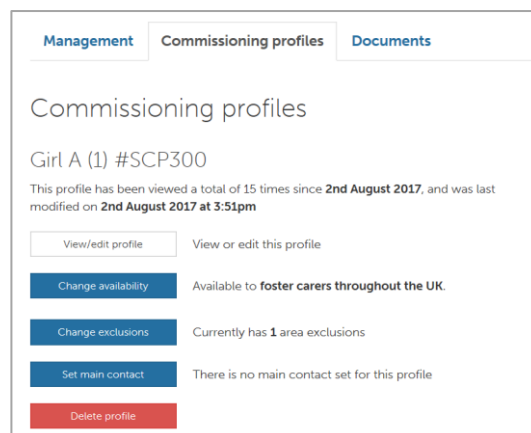 Management Commissioning profiles Documents
Commissioning profiles
Girl A (1) #SCP300
This profile has been viewed a total of 15 times since 2nd August 2017, and was last
modified on 2nd August 2017 at 3:51pm
View/edit profile View or edit this profile
Change availability Available to foster carers throughout the UK.
Change exclusions Currently has 1 area exclusions
Set main contact There is no main contact set for this profile
Delete profile